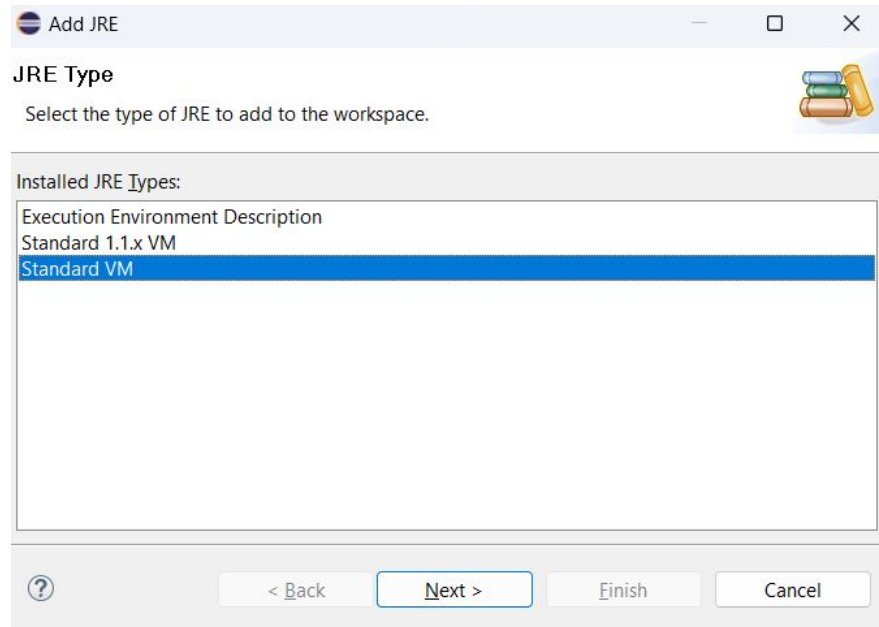 Add JRE
JRE Type
Select the type of JRE to add to the workspace.
Installed JRE Types:
Execution Environment Description
Standard 1.1.x VM
Standard VM
?
< Back
Next >
Finish
Cancel